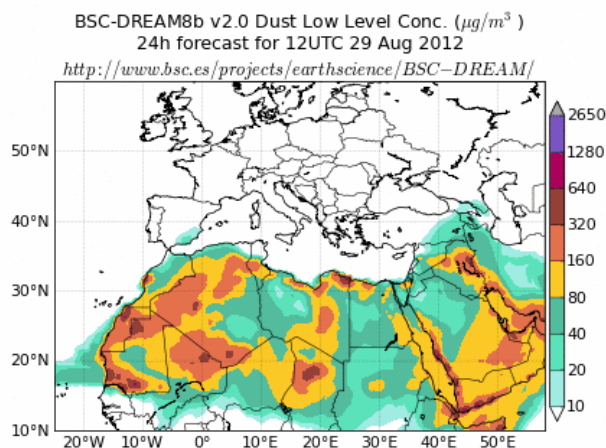 BSC-DREAM8b v2.0 Dust Low Level Conc. (μg/m³ )
24h forecast for 12UTC 29 Aug 2012
http://www.bsc.es/projects/earthscience/BSC−DREAM/
2650
1280
640
320
160
80
40
20
10
50°N
40°N
30°N
20°N
10°N
20°W 10°W 0° 10°E 20°E 30°E 40°E 50°E